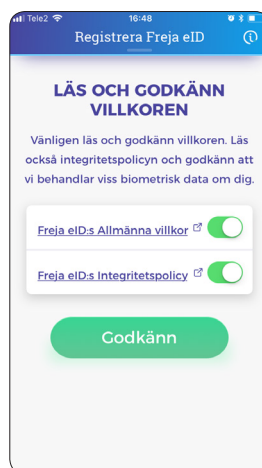 Tele2 16:48
Registrera Freja eID
LÄS OCH GODKÄNN
VILLKOREN
Vänligen läs och godkänn villkoren. Läs
också integritetspolicyn och godkänn att
vi behandlar viss biometrisk data om dig.
Freja eID:s Allmänna villkor
Freja eID:s Integritetspolicy
Godkänn